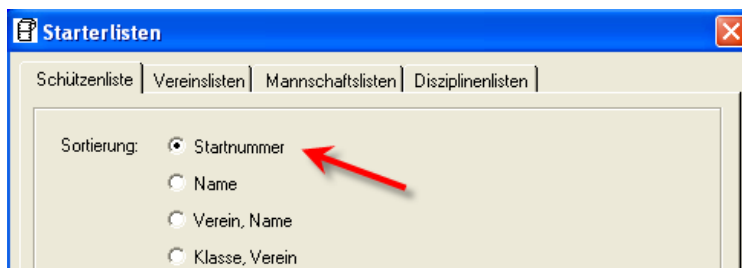 Starterlisten
Schützenliste Vereinslisten Mannschaftslisten Disziplinenlisten
Sortierung: Startnummer
Name
Verein, Name
Klasse, Verein